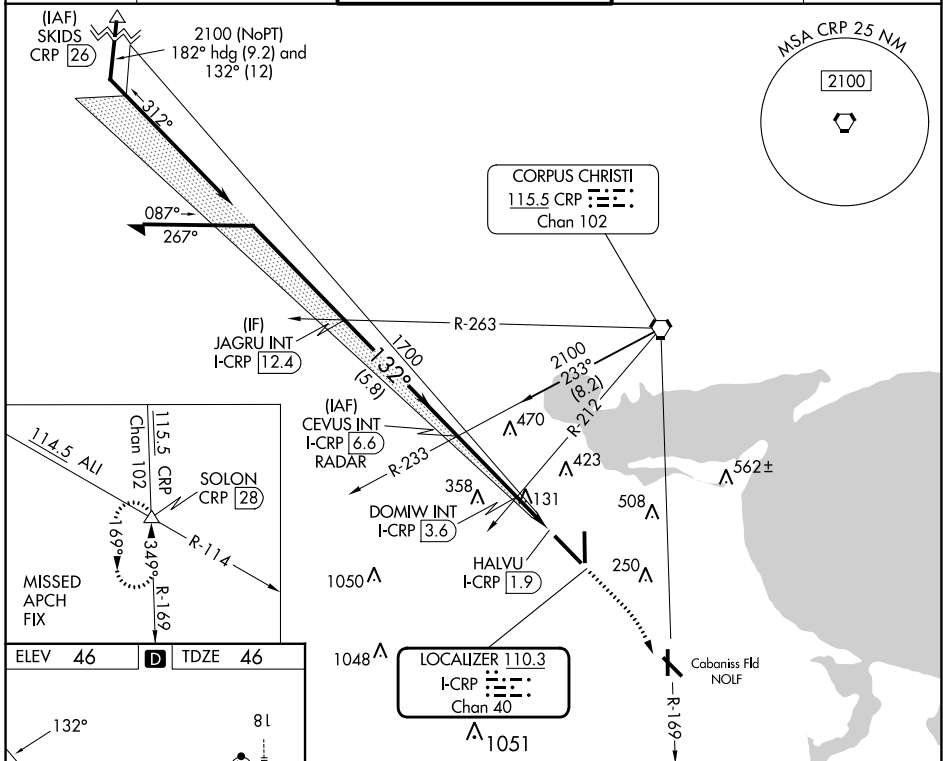 (IAF)
SKIDS
CRP 26
2100 (NoPT)
182° hdg (9.2) and
132° (12)
312°
MSA CRP 25 NM
2100
CORPUS CHRISTI
115.5 CRP
Chan 102
087°
267°
(IF)
JAGRU INT
I-CRP 12.4
R-263
1700
132°
(5.8)
2100
233°
(8.2)
R-212
(IAF)
CEVUS INT
I-CRP 6.6
RADAR
R-233
470
423
562±
358
131
508
DOMIW INT
I-CRP 3.6
HALVU
I-CRP 1.9
250
1050
1048
114.5 ALI
115.5 CRP
Chan 102
SOLON
CRP 28
R-114
169°
349°
R-169
MISSED
APCH
FIX
LOCALIZER 110.3
I-CRP
Chan 40
1051
Cabaniss Fld
NOLF
R-169
ELEV 46
D
TDZE 46
132°
18